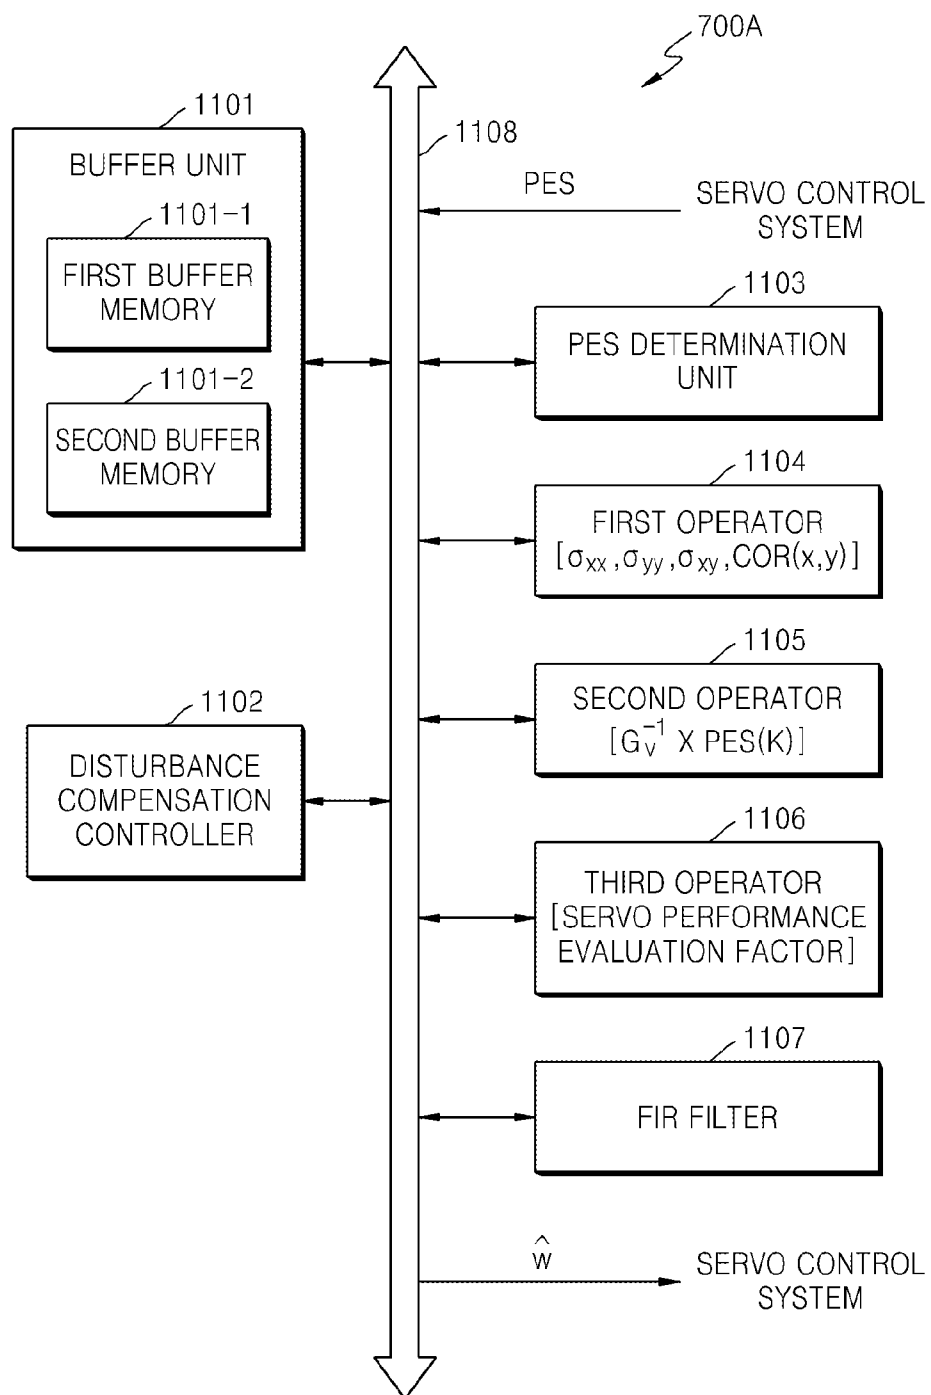 700A
1101
1108
BUFFER UNIT
PES
SERVO CONTROL
SYSTEM
1101-1
FIRST BUFFER
MEMORY
1103
PES DETERMINATION
UNIT
1101-2
SECOND BUFFER
MEMORY
1104
FIRST OPERATOR
[σxx,σyy,σxy,COR(x,y)]
1105
SECOND OPERATOR
[Gv⁻¹ X PES(K)]
1102
DISTURBANCE
COMPENSATION
CONTROLLER
1106
THIRD OPERATOR
[SERVO PERFORMANCE
EVALUATION FACTOR]
1107
FIR FILTER
ŵ
SERVO CONTROL
SYSTEM